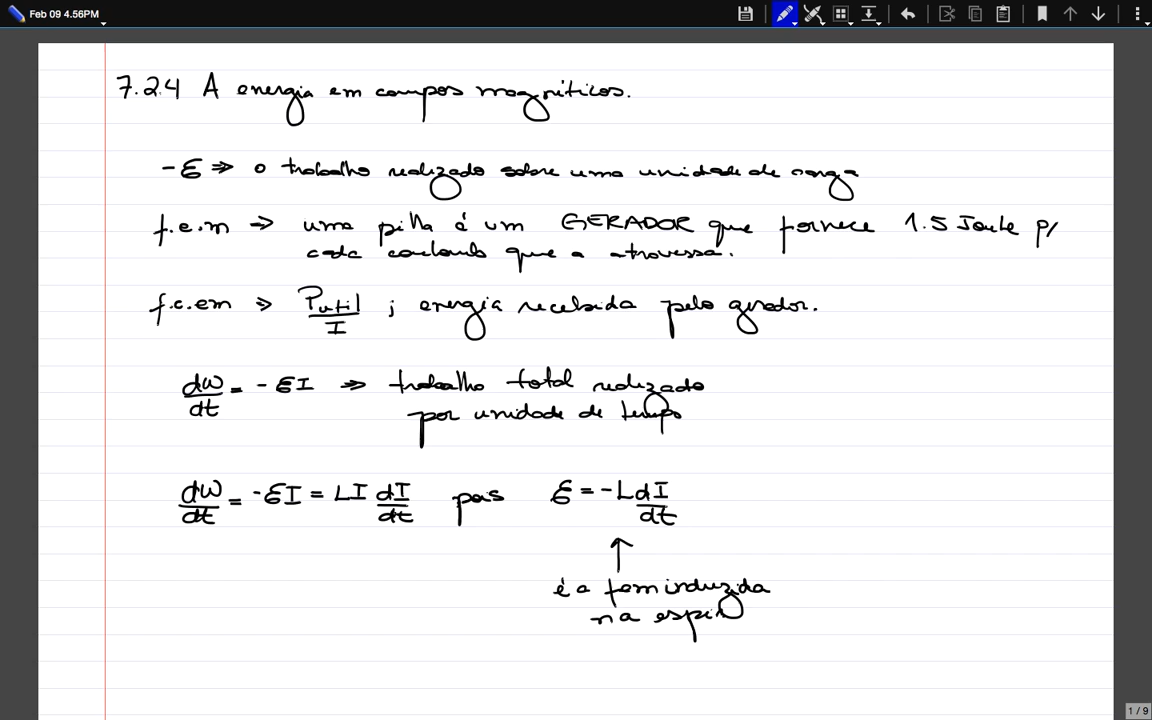 Feb 09 4.56PM
7.2.4 A energia em campos magnéticos.
-ε => o trabalho realizado sobre uma unidade de carga
f.e.m => uma pilha é um GERADOR que fornece 1.5 Joule p/
cada coulomb que a atravessa.
f.c.em => Putil/I ; energia recebida pelo gerador.
dW/dt = -εI => trabalho total realizado
por unidade de tempo
dW/dt = -εI = LI dI/dt pois ε = -L dI/dt
↑
é a fem induzida
na espira
1 / 9